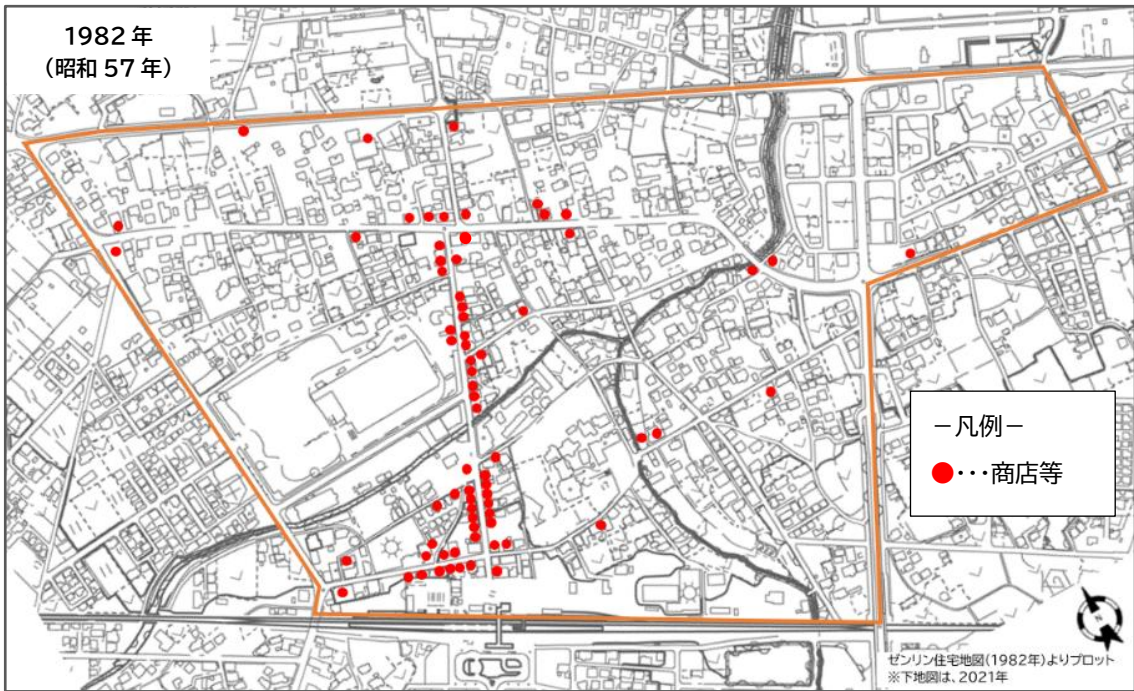 1982年
（昭和57年）
－凡例－
●･･･商店等
N
ゼンリン住宅地図(1982年)よりプロット
※下地図は、2021年